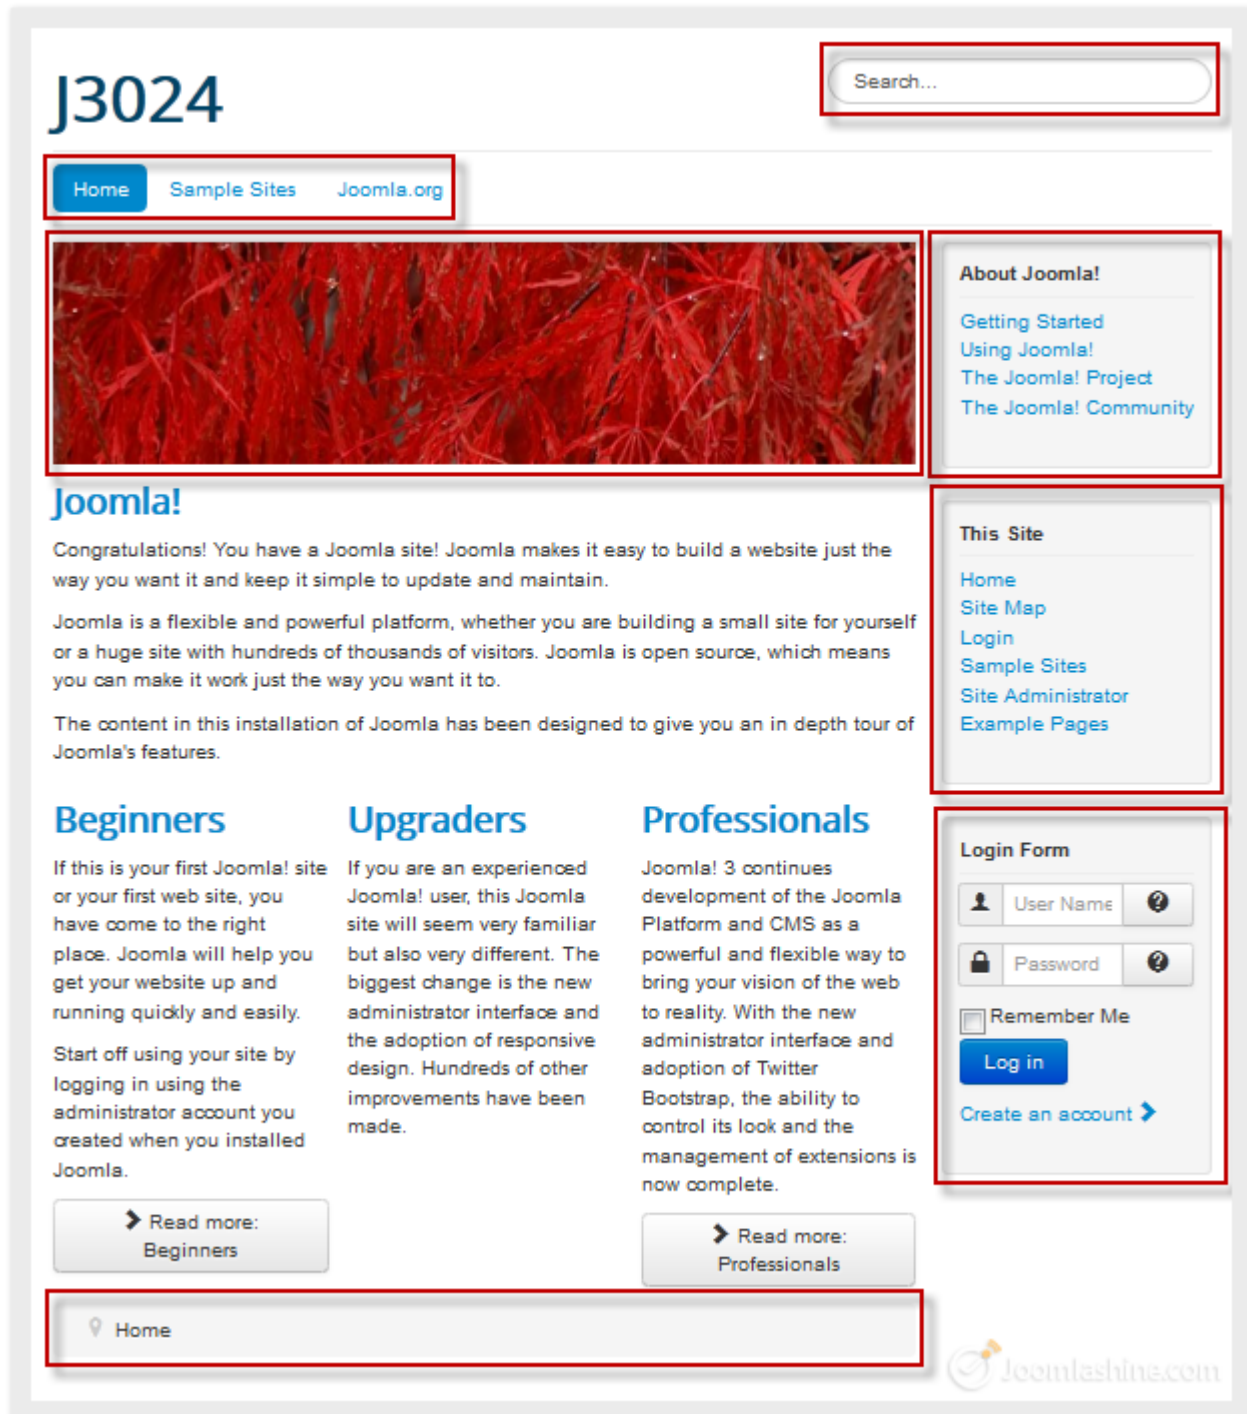 J3024
Search...
Home Sample Sites Joomla.org
About Joomla!
Getting Started
Using Joomla!
The Joomla! Project
The Joomla! Community
Joomla!
Congratulations! You have a Joomla site! Joomla makes it easy to build a website just the
way you want it and keep it simple to update and maintain.
Joomla is a flexible and powerful platform, whether you are building a small site for yourself
or a huge site with hundreds of thousands of visitors. Joomla is open source, which means
you can make it work just the way you want it to.
The content in this installation of Joomla has been designed to give you an in depth tour of
Joomla's features.
This Site
Home
Site Map
Login
Sample Sites
Site Administrator
Example Pages
Beginners
If this is your first Joomla! site
or your first web site, you
have come to the right
place. Joomla will help you
get your website up and
running quickly and easily.
Start off using your site by
logging in using the
administrator account you
created when you installed
Joomla.
Read more:
Beginners
Upgraders
If you are an experienced
Joomla! user, this Joomla
site will seem very familiar
but also very different. The
biggest change is the new
administrator interface and
the adoption of responsive
design. Hundreds of other
improvements have been
made.
Professionals
Joomla! 3 continues
development of the Joomla
Platform and CMS as a
powerful and flexible way to
bring your vision of the web
to reality. With the new
administrator interface and
adoption of Twitter
Bootstrap, the ability to
control its look and the
management of extensions is
now complete.
Read more:
Professionals
Login Form
User Name
Password
Remember Me
Log in
Create an account
Home
Joomlashine.com